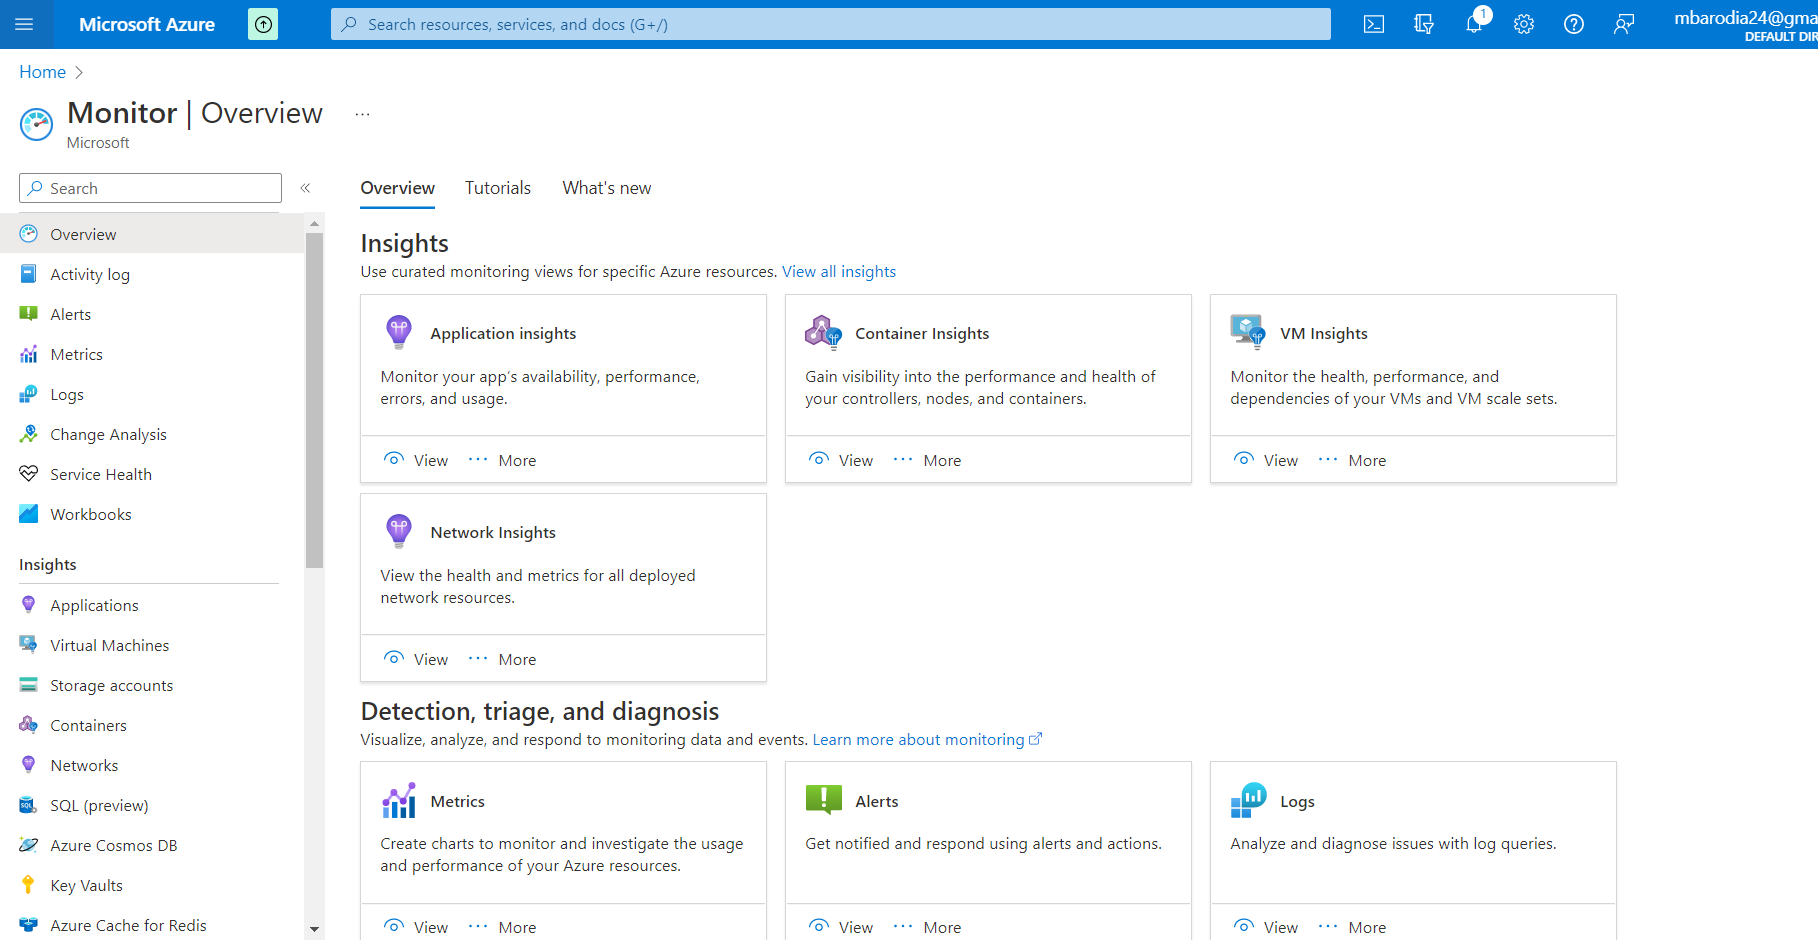 Microsoft Azure
Search resources, services, and docs (G+/)
1
mbarodia24@gma
DEFAULT DIR
Home
Monitor | Overview
...
Microsoft
Search
«
Overview
Activity log
Alerts
Metrics
Logs
Change Analysis
Service Health
Workbooks
Insights
Applications
Virtual Machines
Storage accounts
Containers
Networks
SQL (preview)
Azure Cosmos DB
Key Vaults
Azure Cache for Redis
Overview Tutorials What's new
Insights
Use curated monitoring views for specific Azure resources. View all insights
Application insights
Monitor your app's availability, performance,
errors, and usage.
View ... More
Container Insights
Gain visibility into the performance and health of
your controllers, nodes, and containers.
View ... More
VM Insights
Monitor the health, performance, and
dependencies of your VMs and VM scale sets.
View ... More
Network Insights
View the health and metrics for all deployed
network resources.
View ... More
Detection, triage, and diagnosis
Visualize, analyze, and respond to monitoring data and events. Learn more about monitoring
Metrics
Create charts to monitor and investigate the usage
and performance of your Azure resources.
View ... More
Alerts
Get notified and respond using alerts and actions.
View ... More
Logs
Analyze and diagnose issues with log queries.
View ... More